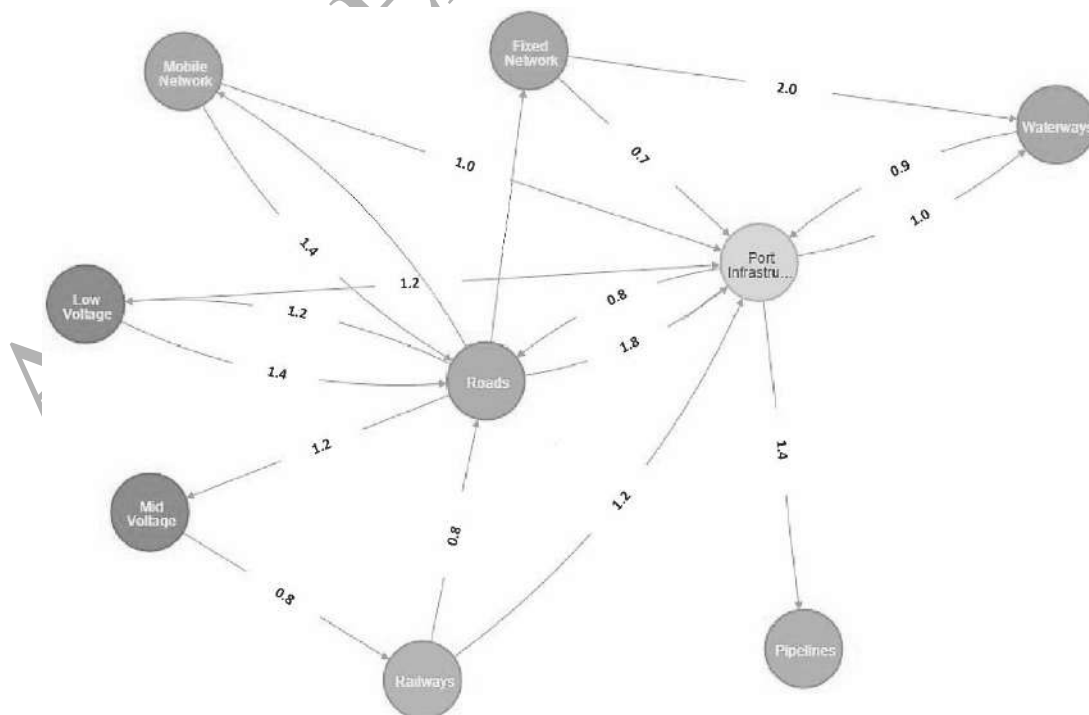 Mobile
Network
Fixed
Network
2.0
Waterways
0.7
1.0
0.9
1.0
1.4
Port
Infrastru...
1.2
0.8
Low
Voltage
1.2
1.8
1.4
Roads
1.2
1.4
1.2
Mid
Voltage
0.8
0.8
Railways
Pipelines